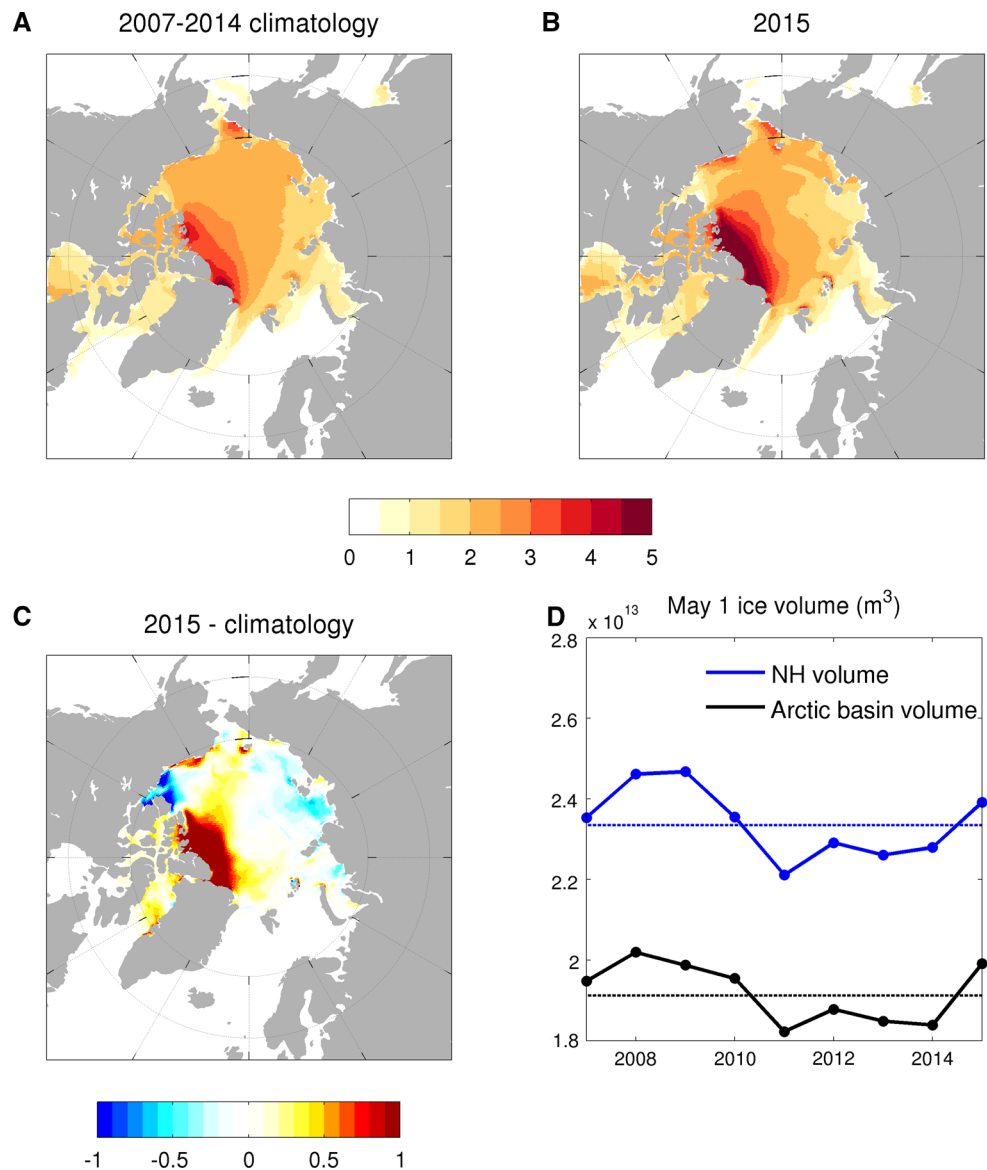 A 2007-2014 climatology
B 2015
0 1 2 3 4 5
C 2015 - climatology
D x 10^13 May 1 ice volume (m^3)
2.8
NH volume
Arctic basin volume
2.6
2.4
2.2
2
1.8
2008 2010 2012 2014
-1 -0.5 0 0.5 1